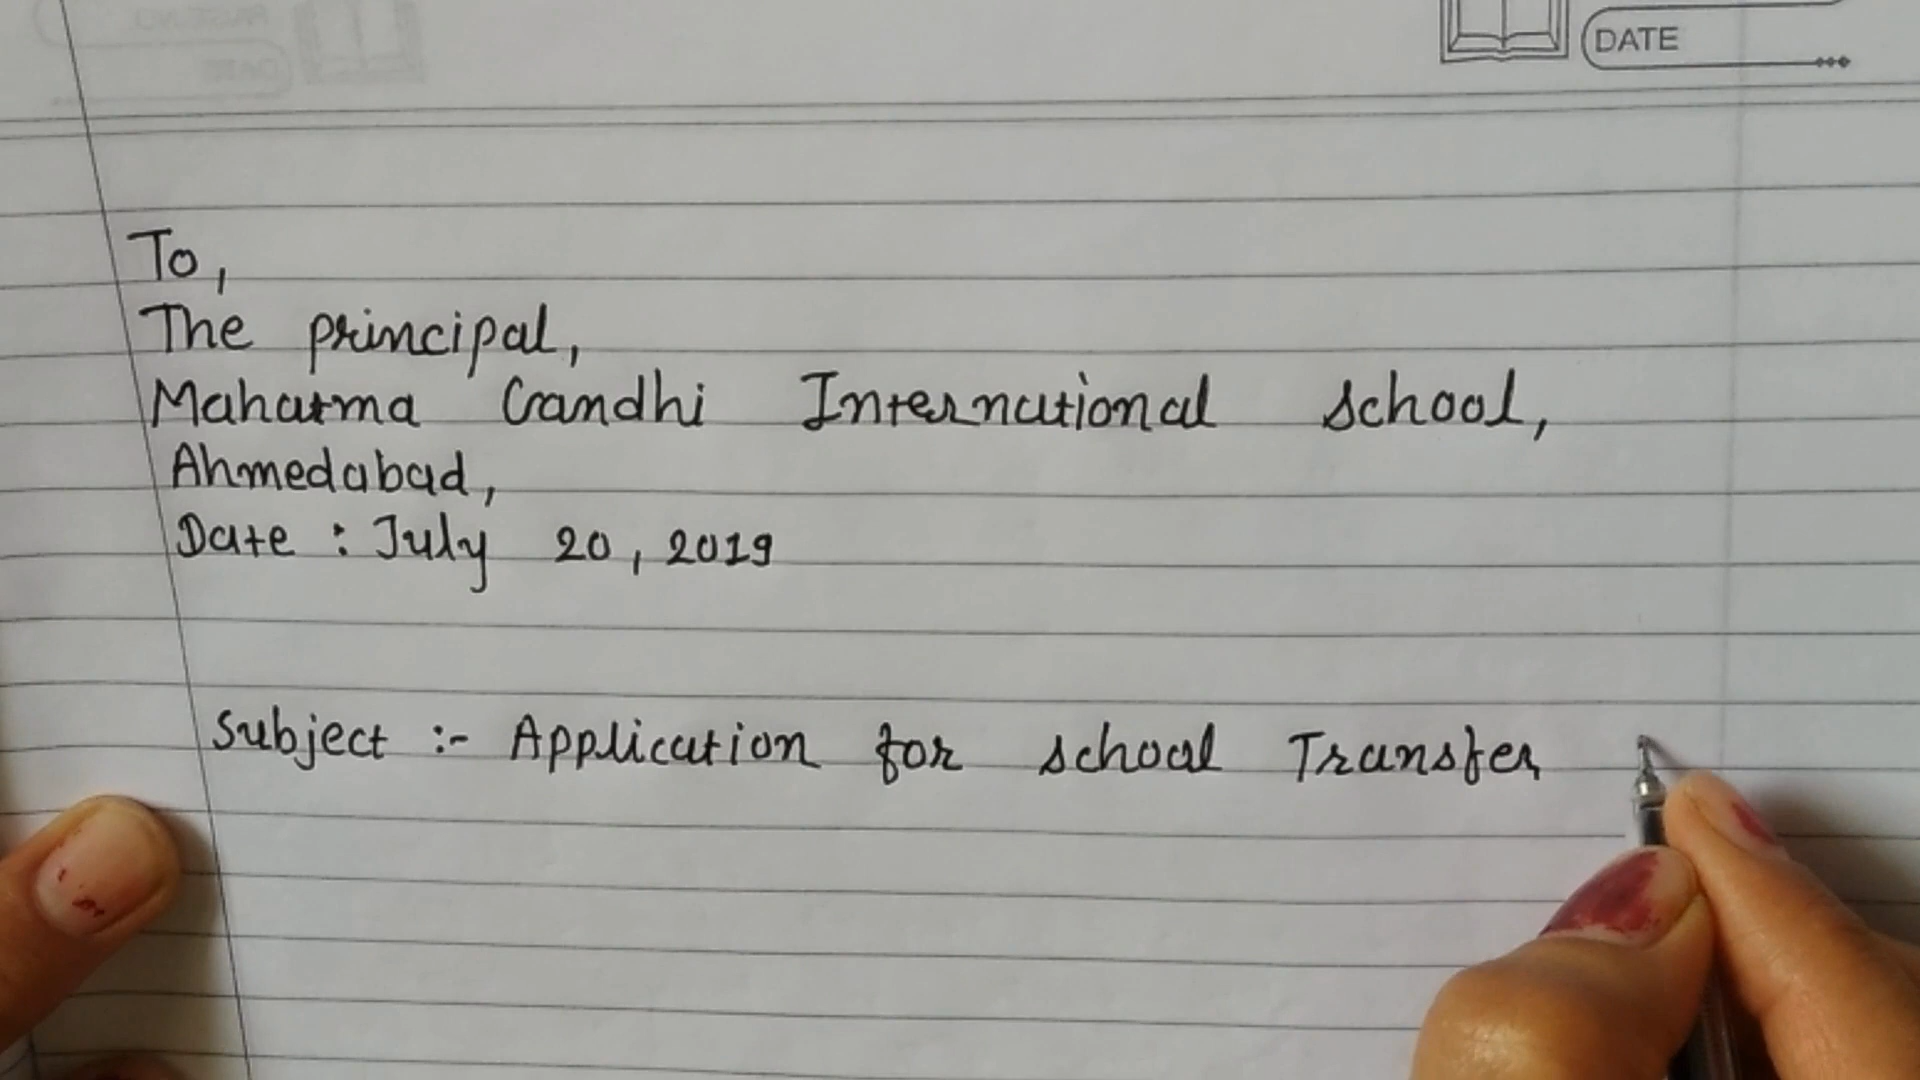 DATE
To,
The principal,
Mahatma Gandhi International school,
Ahmedabad,
Date : July 20, 2019
Subject :- Application for school Transfer